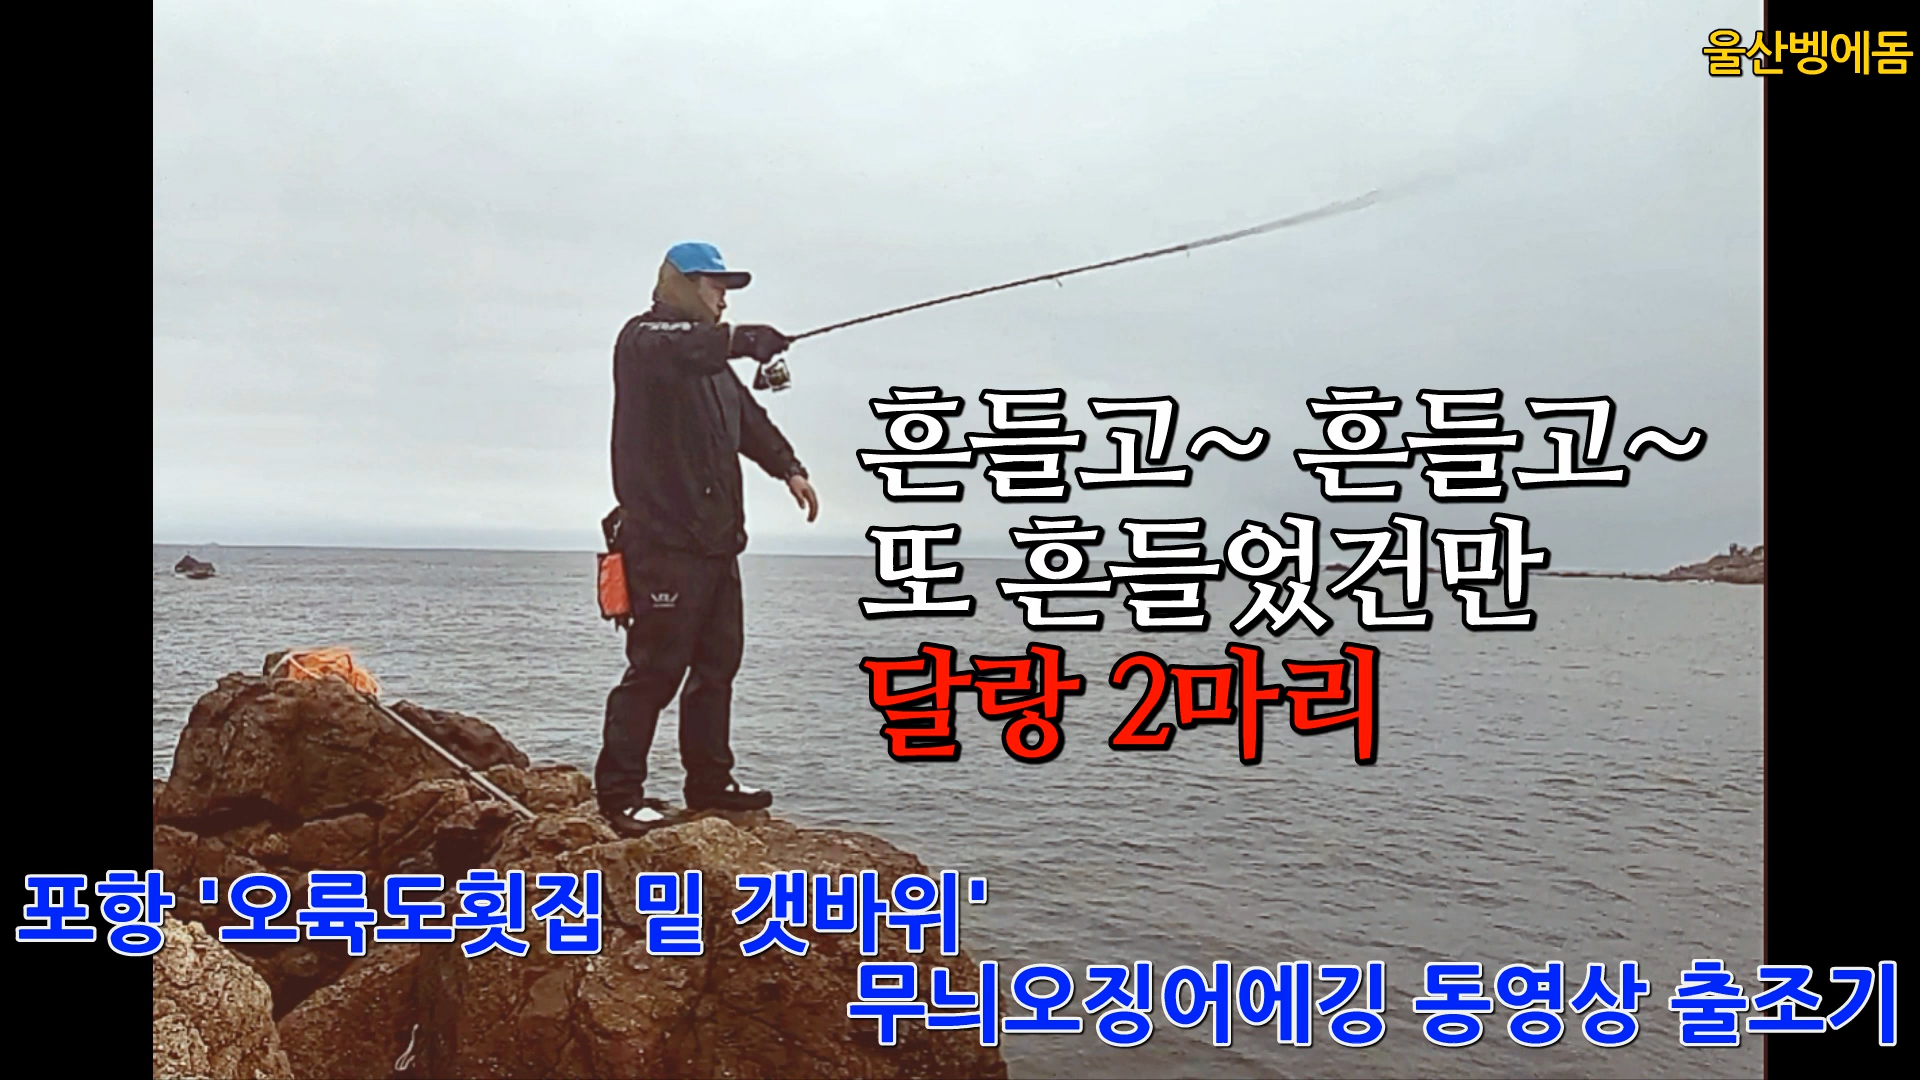 울산벵에돔
흔들고~ 흔들고~
또 흔들었건만
달랑 2마리
포항 '오륙도횟집 밑 갯바위'
무늬오징어에깅 동영상 출조기